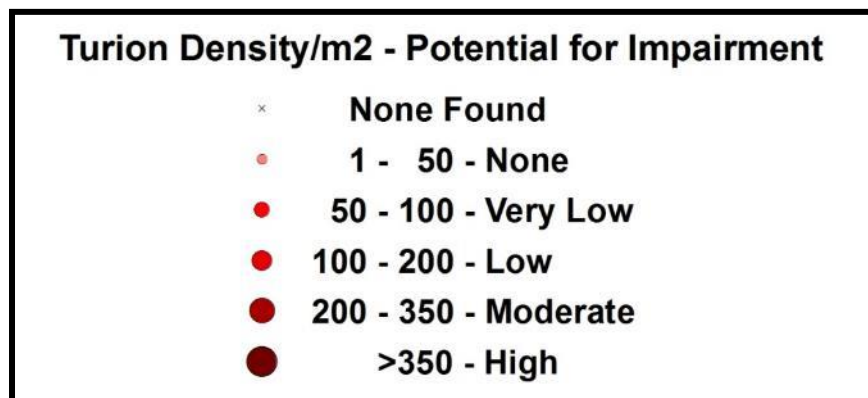 Turion Density/m2 - Potential for Impairment
None Found
1 - 50 - None
50 - 100 - Very Low
100 - 200 - Low
200 - 350 - Moderate
>350 - High